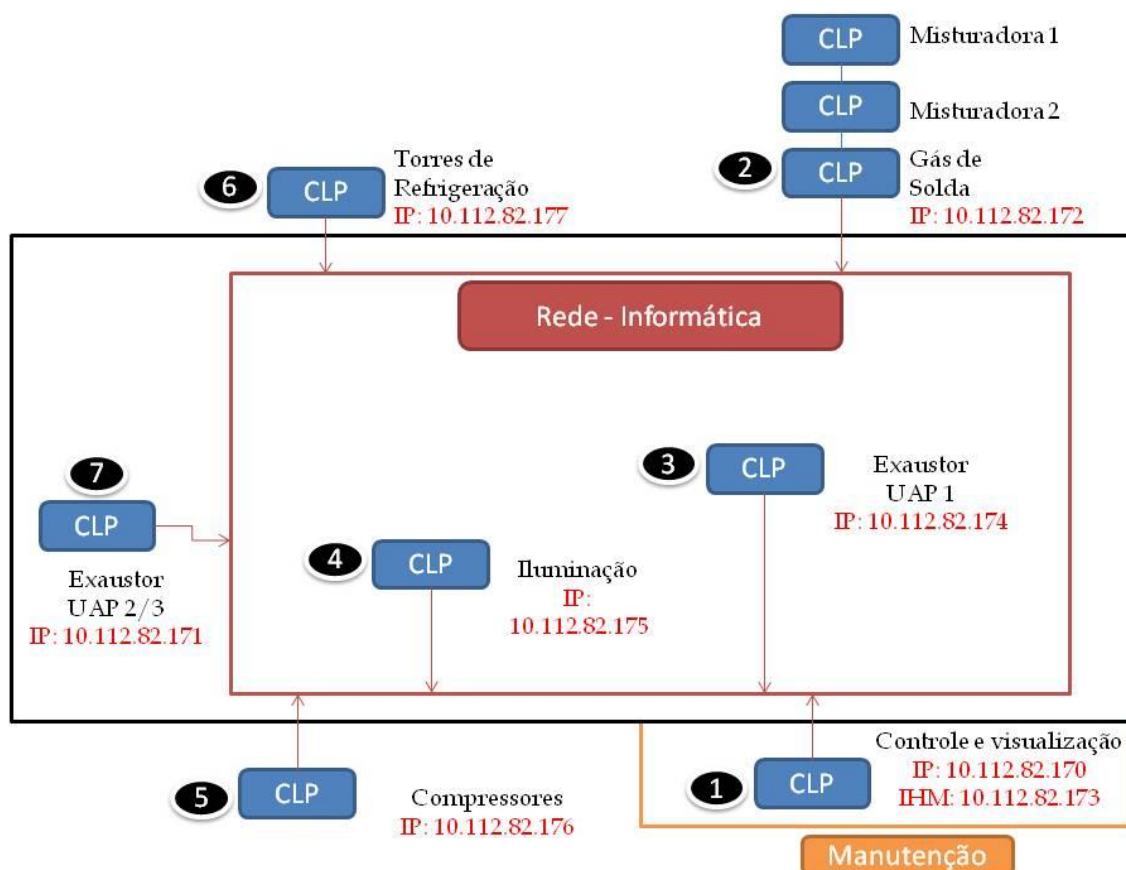 CLP
Misturadora 1
CLP
Misturadora 2
2
CLP
Gás de
Solda
IP: 10.112.82.172
6
CLP
Torres de
Refrigeração
IP: 10.112.82.177
Rede - Informática
7
CLP
Exaustor
UAP 2/3
IP: 10.112.82.171
3
CLP
Exaustor
UAP 1
IP: 10.112.82.174
4
CLP
Iluminação
IP:
10.112.82.175
5
CLP
Compressores
IP: 10.112.82.176
1
CLP
Controle e visualização
IP: 10.112.82.170
IHM: 10.112.82.173
Manutenção